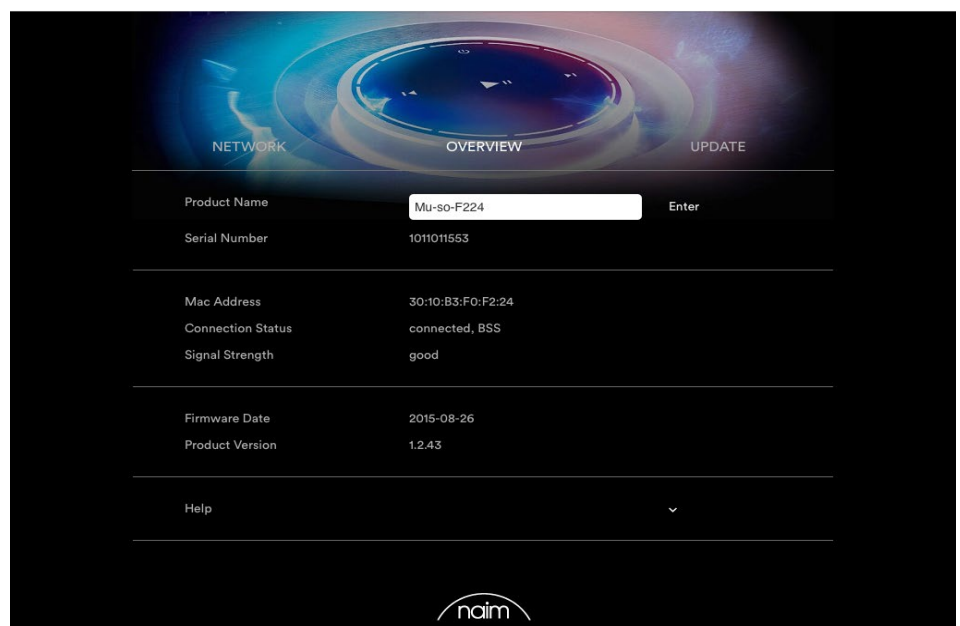 NETWORK OVERVIEW UPDATE
Product Name Mu-so-F224 Enter
Serial Number 1011011553
Mac Address 30:10:B3:F0:F2:24
Connection Status connected, BSS
Signal Strength good
Firmware Date 2015-08-26
Product Version 1.2.43
Help
naim